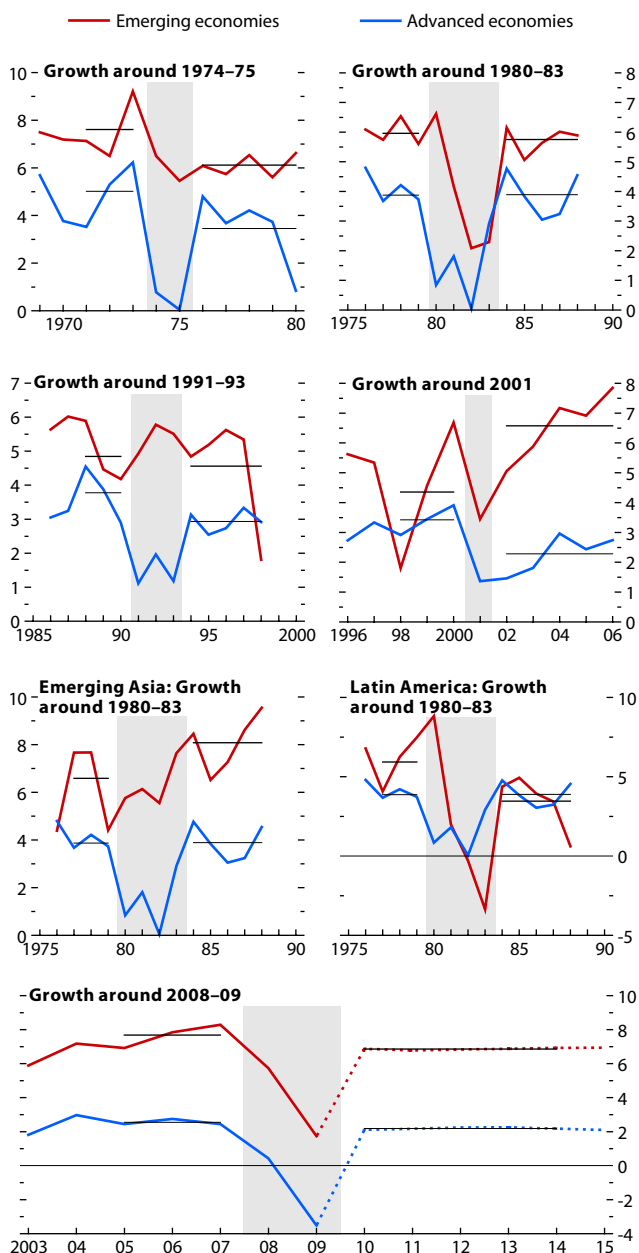 Emerging economies Advanced economies
Growth around 1974–75
10
8
6
4
2
0
1970 75 80
Growth around 1980–83
8
7
6
5
4
3
2
1
0
1975 80 85 90
Growth around 1991–93
7
6
5
4
3
2
1
0
1985 90 95 2000
Growth around 2001
8
7
6
5
4
3
2
1
0
1996 98 2000 02 04 06
Emerging Asia: Growth
around 1980–83
10
8
6
4
2
0
1975 80 85 90
Latin America: Growth
around 1980–83
10
5
0
-5
1975 80 85 90
Growth around 2008–09
10
8
6
4
2
0
-2
-4
2003 04 05 06 07 08 09 10 11 12 13 14 15